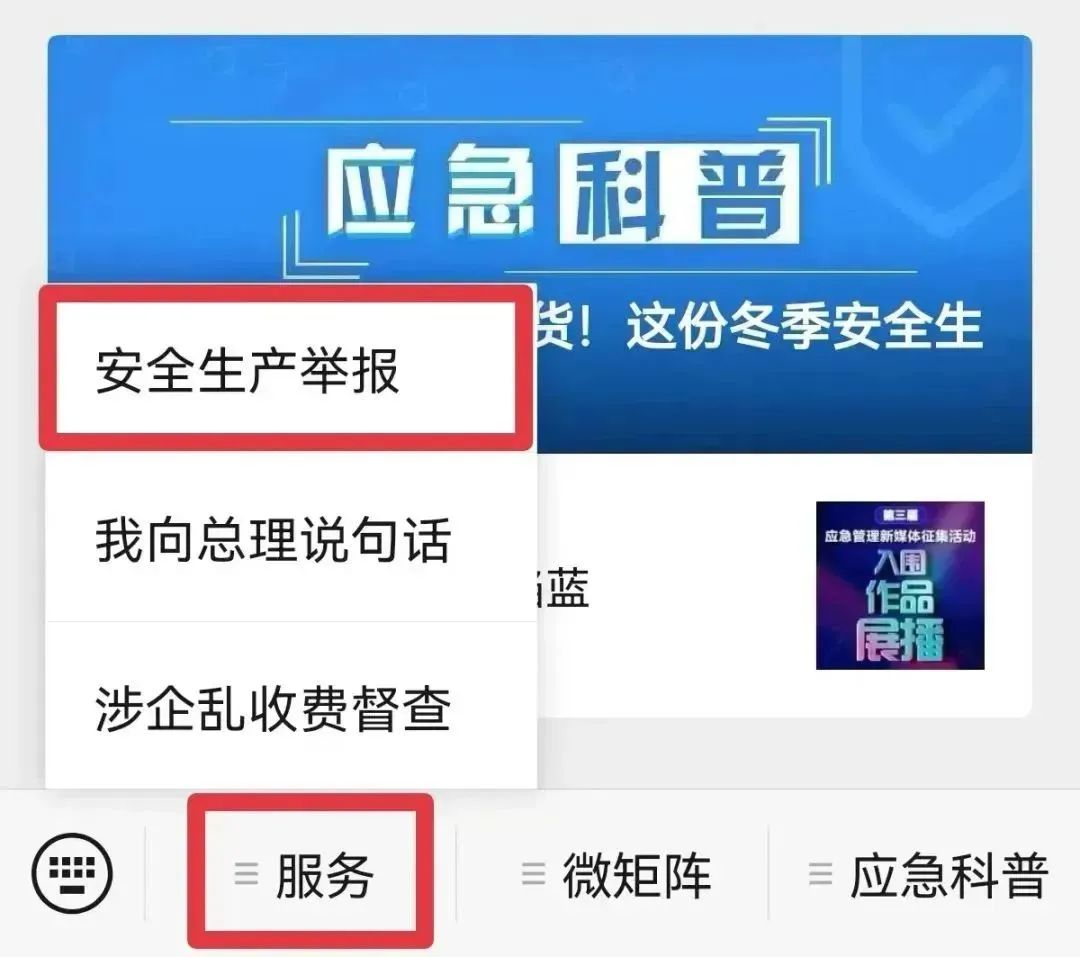 应急科普
货！这份冬季安全生
安全生产举报
我向总理说句话
蓝
涉企乱收费督查
第三届
应急管理新媒体征集活动
入围
作品
展播
服务
微矩阵
应急科普